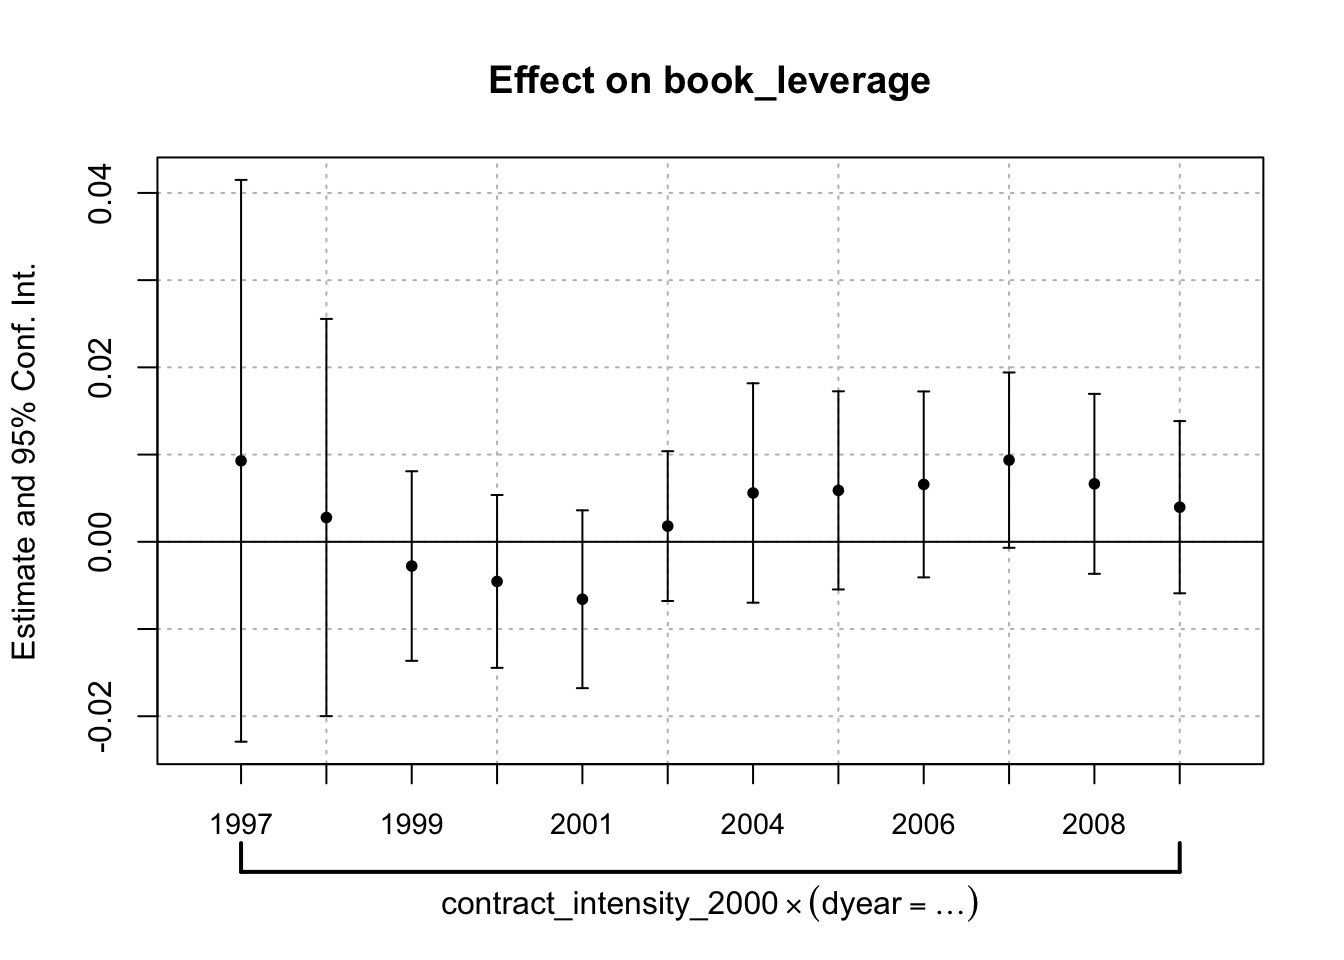 Effect on book_leverage
Estimate and 95% Conf. Int.
0.04
0.02
0.00
-0.02
1997 1999 2001 2004 2006 2008
contract_intensity_2000 × (dyear = …)